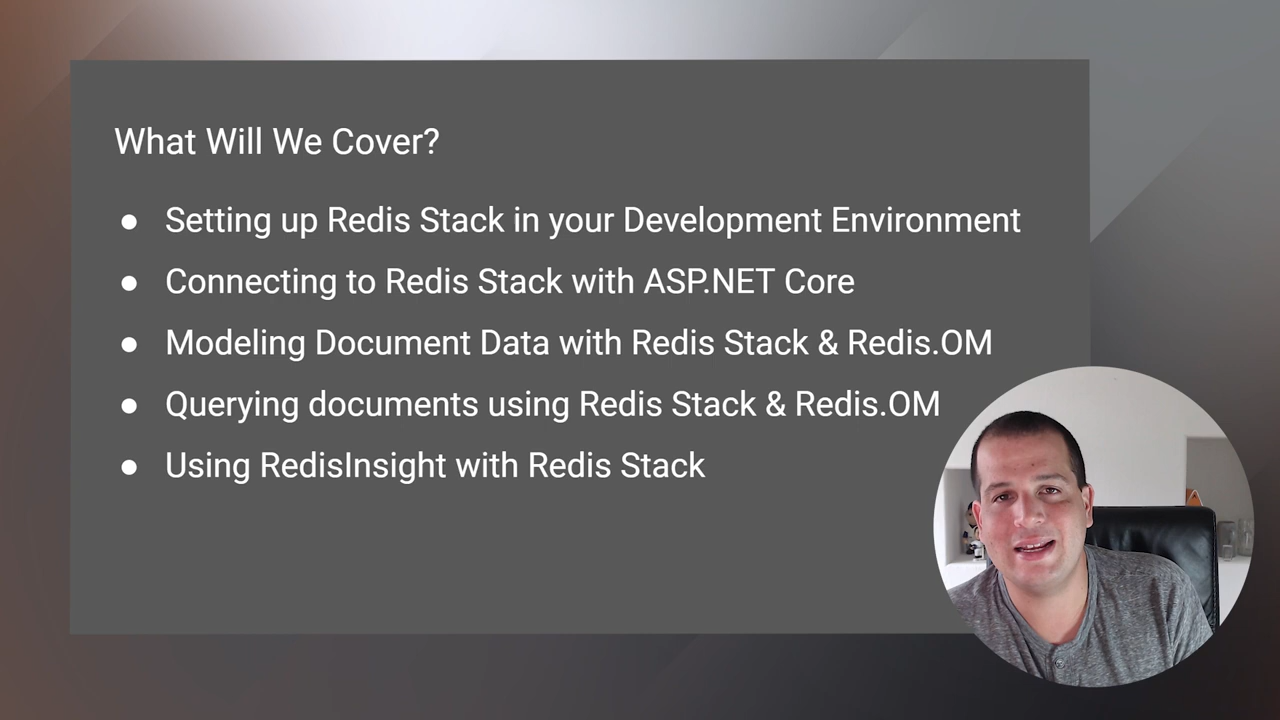 What Will We Cover?
● Setting up Redis Stack in your Development Environment
● Connecting to Redis Stack with ASP.NET Core
● Modeling Document Data with Redis Stack & Redis.OM
● Querying documents using Redis Stack & Redis.OM
● Using RedisInsight with Redis Stack